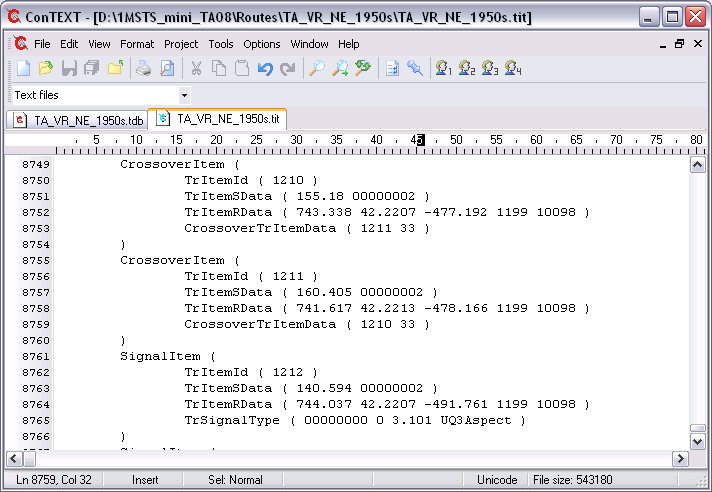 ConTEXT - [D:\1MSTS_mini_TA08\Routes\TA_VR_NE_1950s\TA_VR_NE_1950s.tit]
File Edit View Format Project Tools Options Window Help
1 2 3 4
Text files
TA_VR_NE_1950s.tdb TA_VR_NE_1950s.tit
5 10 15 20 25 30 35 40 45 50 55 60 65 70 75 80
8749 CrossoverItem (
8750 TrItemId ( 1210 )
8751 TrItemSData ( 155.18 00000002 )
8752 TrItemRData ( 743.338 42.2207 -477.192 1199 10098 )
8753 CrossoverTrItemData ( 1211 33 )
8754 )
8755 CrossoverItem (
8756 TrItemId ( 1211 )
8757 TrItemSData ( 160.405 00000002 )
8758 TrItemRData ( 741.617 42.2213 -478.166 1199 10098 )
8759 CrossoverTrItemData ( 1210 33 )
8760 )
8761 SignalItem (
8762 TrItemId ( 1212 )
8763 TrItemSData ( 140.594 00000002 )
8764 TrItemRData ( 744.037 42.2207 -491.761 1199 10098 )
8765 TrSignalType ( 00000000 0 3.101 UQ3Aspect )
8766 )
Ln 8759, Col 32 Insert Sel: Normal Unicode File size: 543180